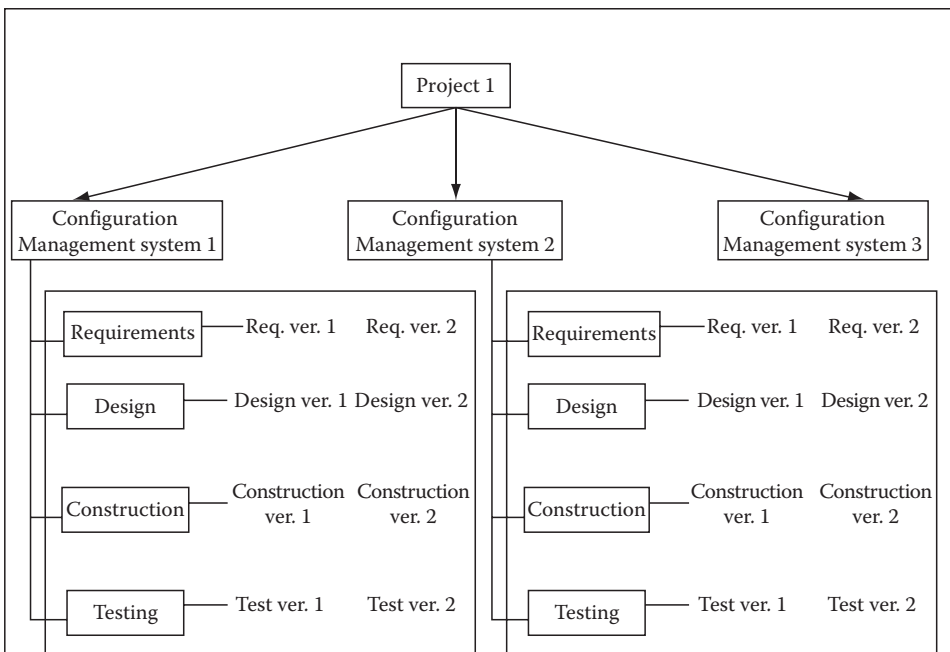 Project 1
Configuration
Management system 1
Configuration
Management system 2
Configuration
Management system 3
Requirements
Req. ver. 1
Req. ver. 2
Design
Design ver. 1
Design ver. 2
Construction
Construction
ver. 1
Construction
ver. 2
Testing
Test ver. 1
Test ver. 2
Requirements
Req. ver. 1
Req. ver. 2
Design
Design ver. 1
Design ver. 2
Construction
Construction
ver. 1
Construction
ver. 2
Testing
Test ver. 1
Test ver. 2